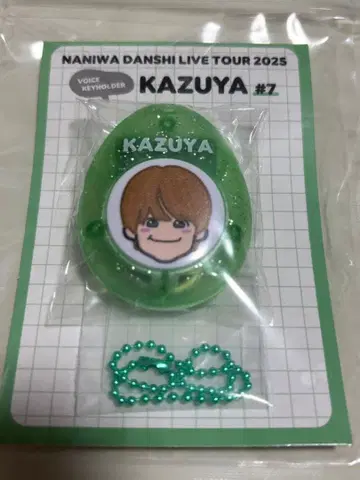 NANIWA DANSHI LIVE TOUR 2025
VOICE
KEYHOLDER
KAZUYA #7
KAZUYA